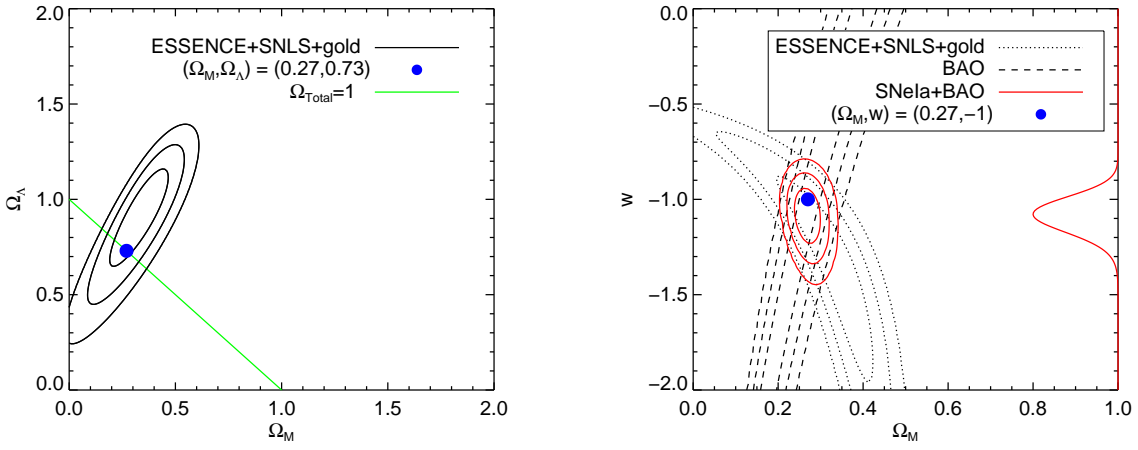 2.0
1.5
1.0
0.5
0.0
Ω_Λ
ESSENCE+SNLS+gold
(Ω_M,Ω_Λ) = (0.27,0.73)
Ω_Total=1
0.0 0.5 1.0 1.5 2.0
Ω_M
0.0
−0.5
−1.0
−1.5
−2.0
w
ESSENCE+SNLS+gold
BAO
SNeIa+BAO
(Ω_M,w) = (0.27,−1)
0.0 0.2 0.4 0.6 0.8 1.0
Ω_M